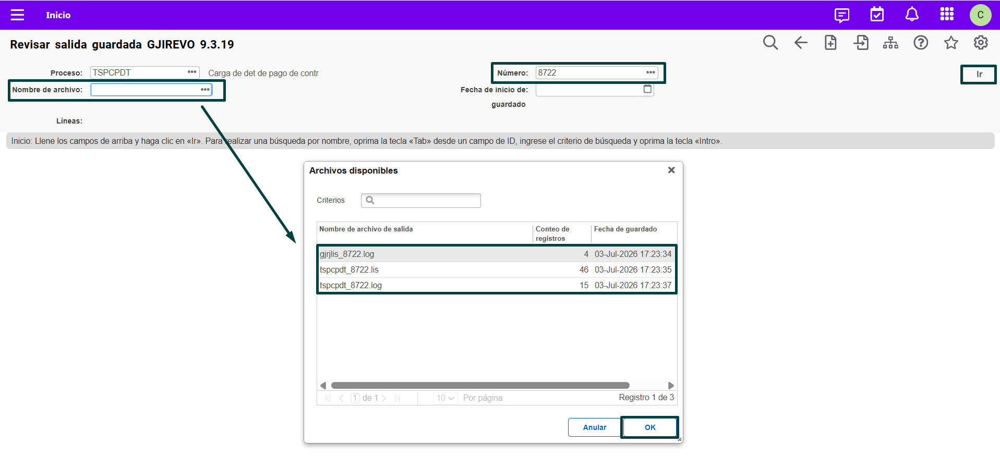 Inicio
C
Revisar salida guardada GJIREVO 9.3.19
Proceso: TSPCPDT ••• Carga de det de pago de contr
Número: 8722 •••
Ir
Nombre de archivo: •••
Fecha de inicio de:
guardado
Líneas:
Inicio: Llene los campos de arriba y haga clic en «Ir». Para realizar una búsqueda por nombre, oprima la tecla «Tab» desde un campo de ID, ingrese el criterio de búsqueda y oprima la tecla «Intro».
Archivos disponibles
Criterios
Nombre de archivo de salida Conteo de registros Fecha de guardado
gjrjlis_8722.log 4 03-Jul-2026 17:23:34
tspcpdt_8722.lis 46 03-Jul-2026 17:23:35
tspcpdt_8722.log 15 03-Jul-2026 17:23:37
1 de 1 10 Por página Registro 1 de 3
Anular OK